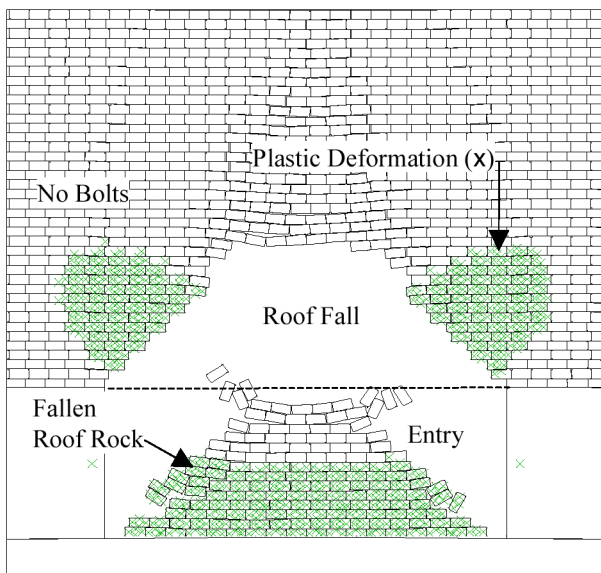 Plastic Deformation (x)
No Bolts
Roof Fall
Fallen
Roof Rock
Entry